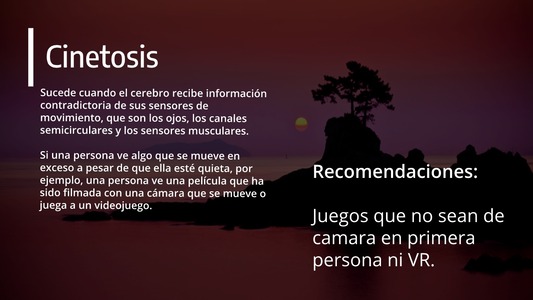 Cinetosis
Sucede cuando el cerebro recibe información
contradictoria de sus sensores de
movimiento, que son los ojos, los canales
semicirculares y los sensores musculares.
Si una persona ve algo que se mueve en
exceso a pesar de que ella esté quieta, por
ejemplo, una persona ve una película que ha
sido filmada con una cámara que se mueve o
juega a un videojuego.
Recomendaciones:
Juegos que no sean de
camara en primera
persona ni VR.